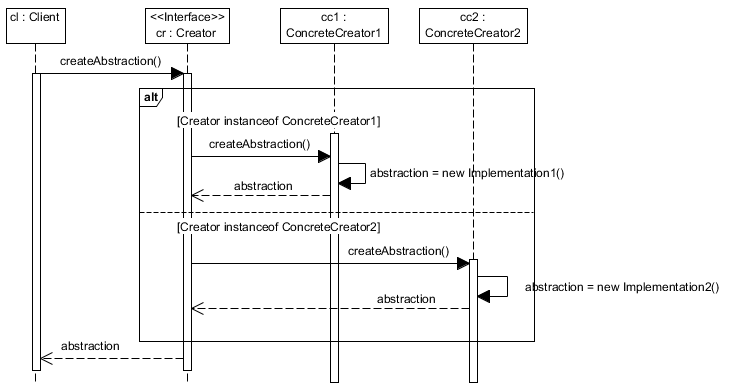 cl : Client
<<Interface>>
cr : Creator
cc1 :
ConcreteCreator1
cc2 :
ConcreteCreator2
createAbstraction()
alt
[Creator instanceof ConcreteCreator1]
createAbstraction()
abstraction = new Implementation1()
abstraction
[Creator instanceof ConcreteCreator2]
createAbstraction()
abstraction = new Implementation2()
abstraction
abstraction